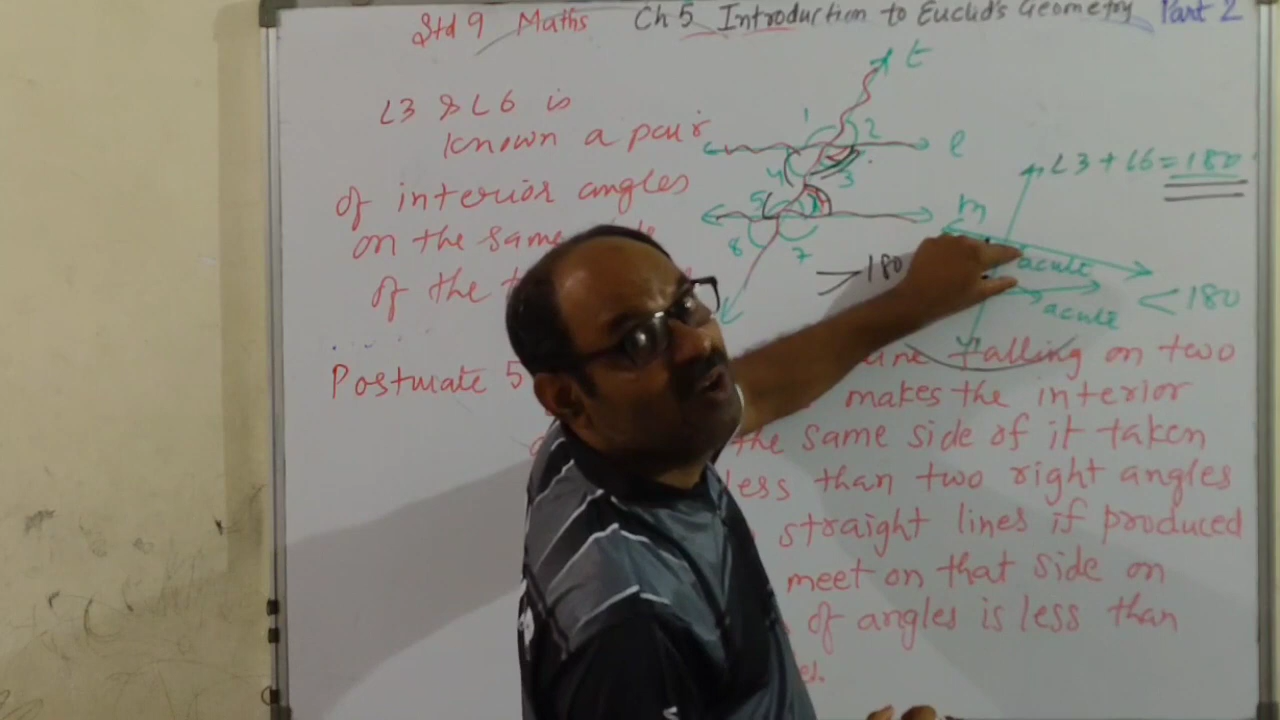 Std 9 Maths Ch 5 Introduction to Euclid's Geometry Part 2
∠3 & ∠6 is
known a pair
of interior angles
on the same
of the
t
1
2
l
4
3
∠3 + ∠6 = 180
5
m
8
7
> 180
acute
acute
< 180
Postulate 5
line falling on two
makes the interior
the same side of it taken
less than two right angles
straight lines if produced
meet on that side on
of angles is less than